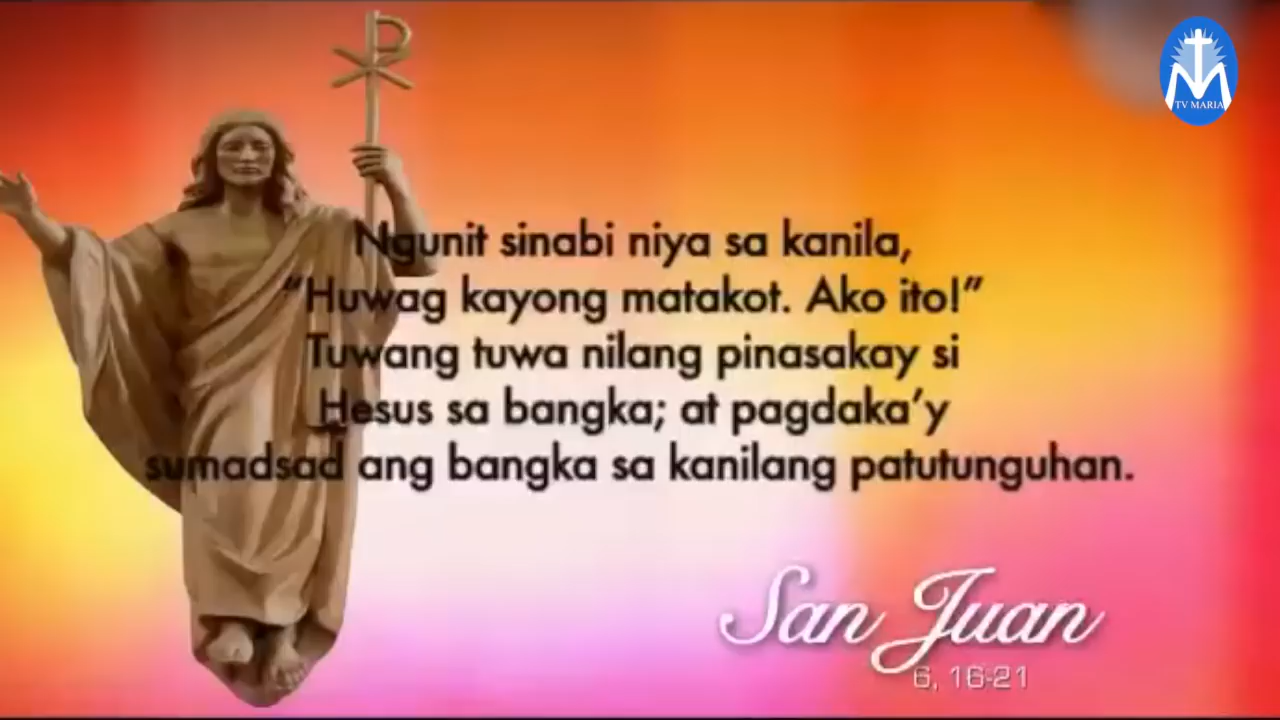 TV MARIA
Ngunit sinabi niya sa kanila,
“Huwag kayong matakot. Ako ito!”
Tuwang tuwa nilang pinasakay si
Hesus sa bangka; at pagdaka’y
sumadsad ang bangka sa kanilang patutunguhan.
San Juan
6, 16-21